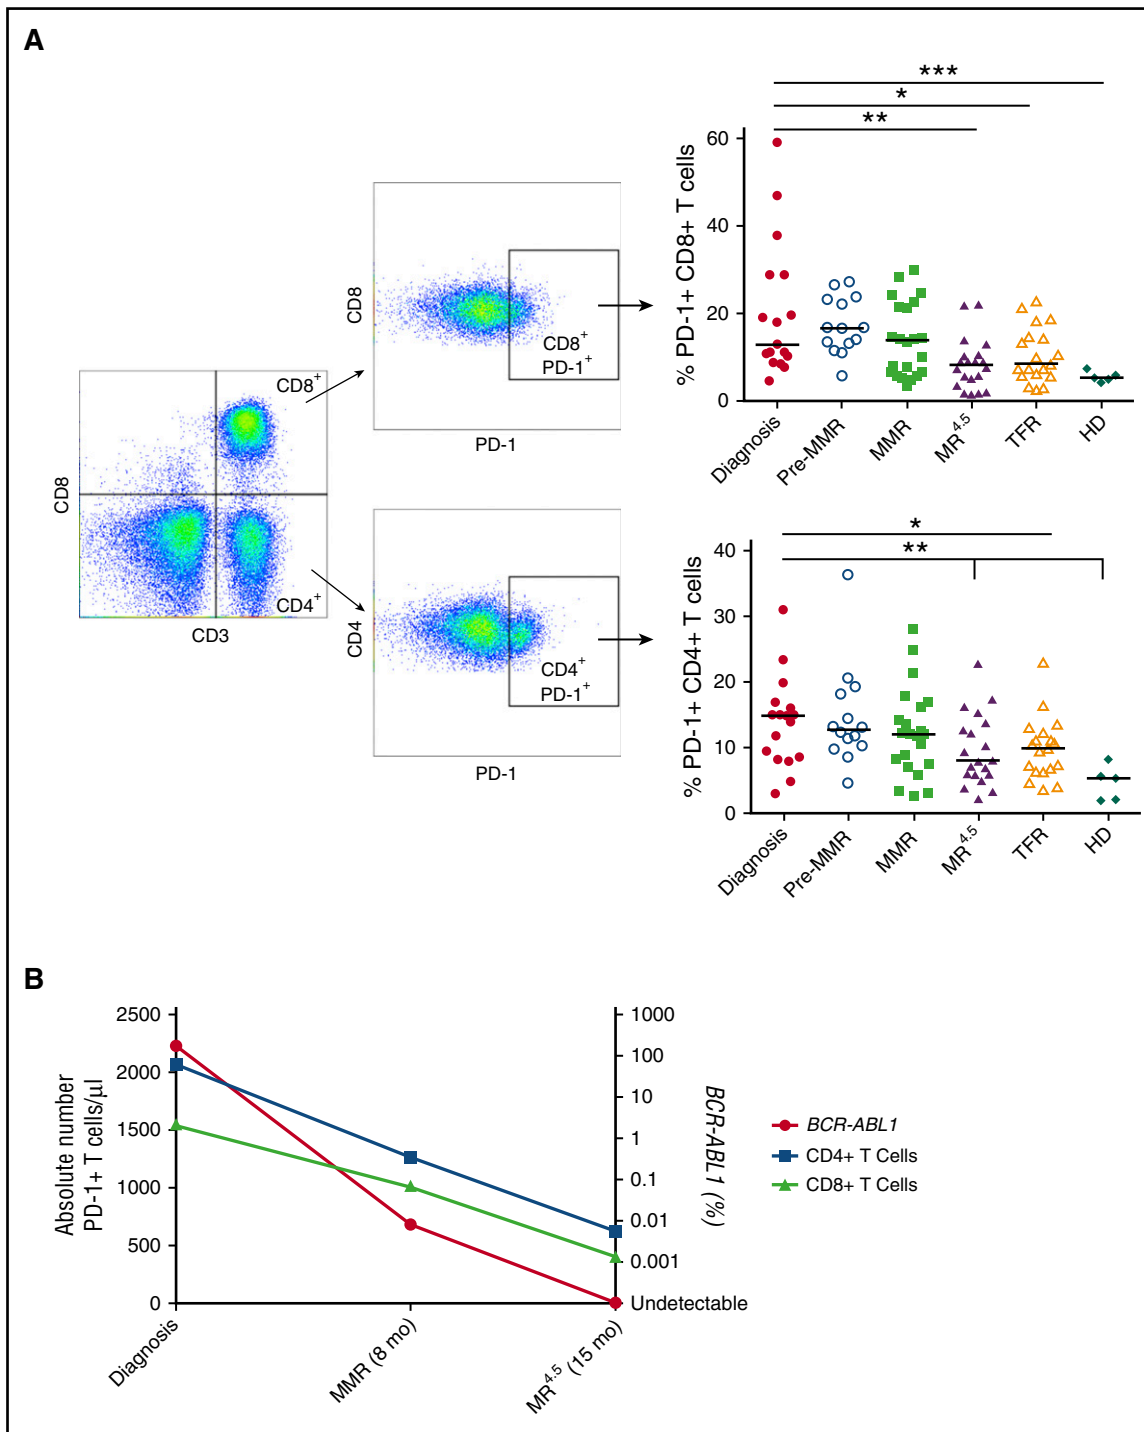 A
CD8
CD8+
CD4+
CD3
CD8
CD8+
PD-1+
PD-1
CD4
CD4+
PD-1+
PD-1
***
*
**
% PD-1+ CD8+ T cells
60
40
20
0
Diagnosis
Pre-MMR
MMR
MR4.5
TFR
HD
*
**
% PD-1+ CD4+ T cells
40
30
20
10
0
Diagnosis
Pre-MMR
MMR
MR4.5
TFR
HD
B
Absolute number
PD-1+ T cells/μl
2500
2000
1500
1000
500
0
1000
100
10
1
0.1
0.01
0.001
Undetectable
BCR-ABL1 (%)
Diagnosis
MMR (8 mo)
MR4.5 (15 mo)
BCR-ABL1
CD4+ T Cells
CD8+ T Cells